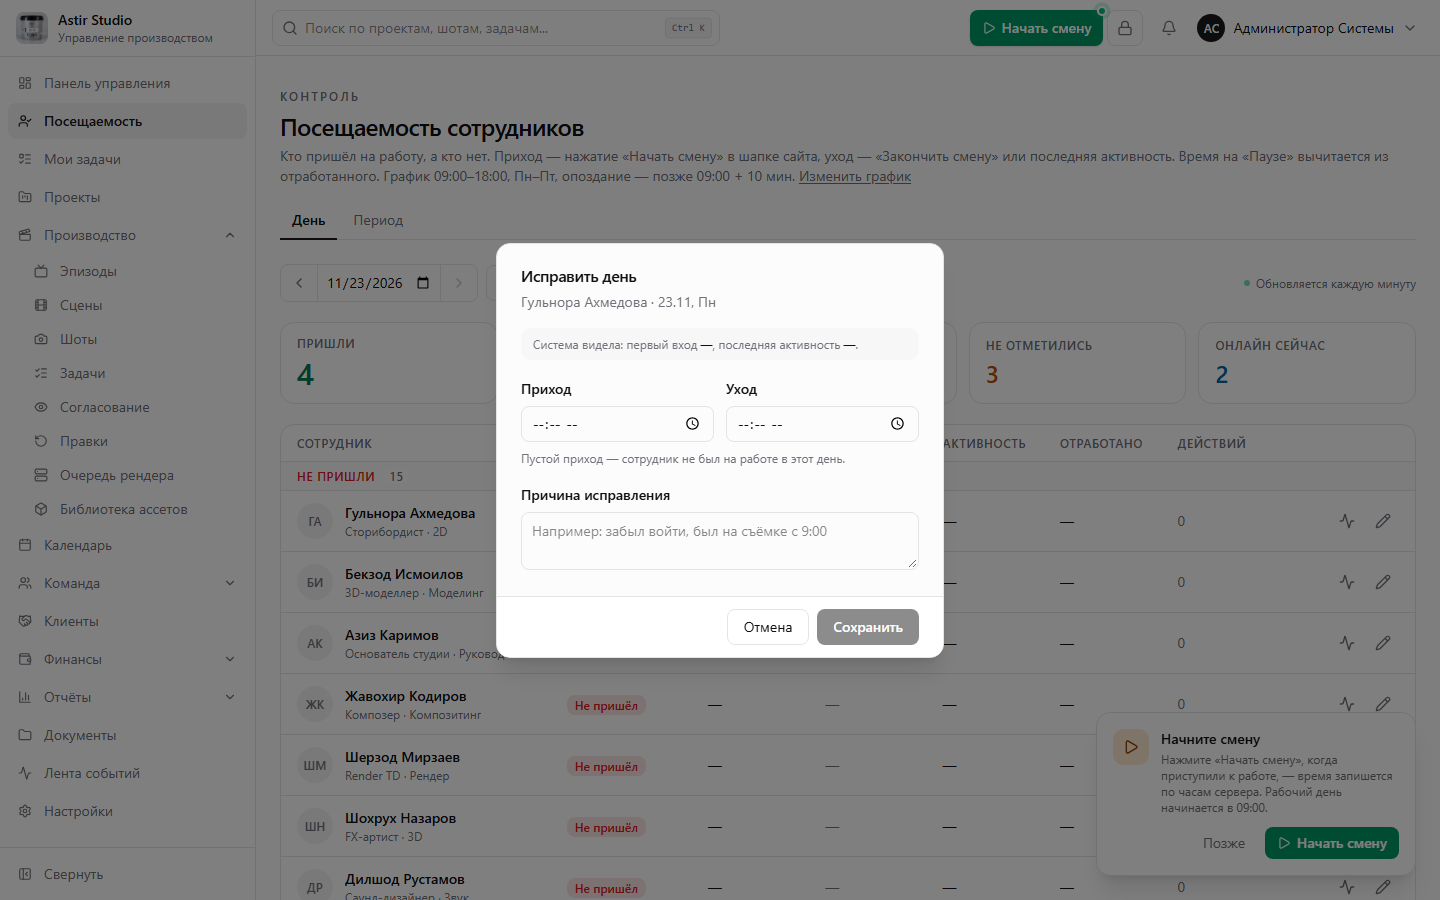 Astir Studio
Управление производством
Поиск по проектам, шотам, задачам...
Ctrl K
Начать смену
АС
Администратор Системы
Панель управления
Посещаемость
Мои задачи
Проекты
Производство
Эпизоды
Сцены
Шоты
Задачи
Согласование
Правки
Очередь рендера
Библиотека ассетов
Календарь
Команда
Клиенты
Финансы
Отчёты
Документы
Лента событий
Настройки
Свернуть
КОНТРОЛЬ
Посещаемость сотрудников
Кто пришёл на работу, а кто нет. Приход — нажатие «Начать смену» в шапке сайта, уход — «Закончить смену» или последняя активность. Время на «Паузе» вычитается из
отработанного. График 09:00–18:00, Пн–Пт, опоздание — позже 09:00 + 10 мин. Изменить график
День
Период
11/23/2026
Обновляется каждую минуту
ПРИШЛИ
4
НЕ ОТМЕТИЛИСЬ
3
ОНЛАЙН СЕЙЧАС
2
СОТРУДНИК
АКТИВНОСТЬ
ОТРАБОТАНО
ДЕЙСТВИЙ
НЕ ПРИШЛИ 15
ГА
Гульнора Ахмедова
Сторибордист · 2D
— — 0
БИ
Бекзод Исмоилов
3D-моделлер · Моделинг
— — 0
АК
Азиз Каримов
Основатель студии · Руковод
— — 0
ЖК
Жавохир Кодиров
Композер · Композитинг
Не пришёл — — — — 0
ШМ
Шерзод Мирзаев
Render TD · Рендер
Не пришёл — — — —
ШН
Шохрух Назаров
FX-артист · 3D
Не пришёл — — — —
ДР
Дилшод Рустамов
Саунд-дизайнер · Звук
Не пришёл — — — — 0
Исправить день
Гульнора Ахмедова · 23.11, Пн
Система видела: первый вход —, последняя активность —.
Приход
Уход
--:-- --
--:-- --
Пустой приход — сотрудник не был на работе в этот день.
Причина исправления
Например: забыл войти, был на съёмке с 9:00
Отмена
Сохранить
Начните смену
Нажмите «Начать смену», когда
приступили к работе, — время запишется
по часам сервера. Рабочий день
начинается в 09:00.
Позже
Начать смену